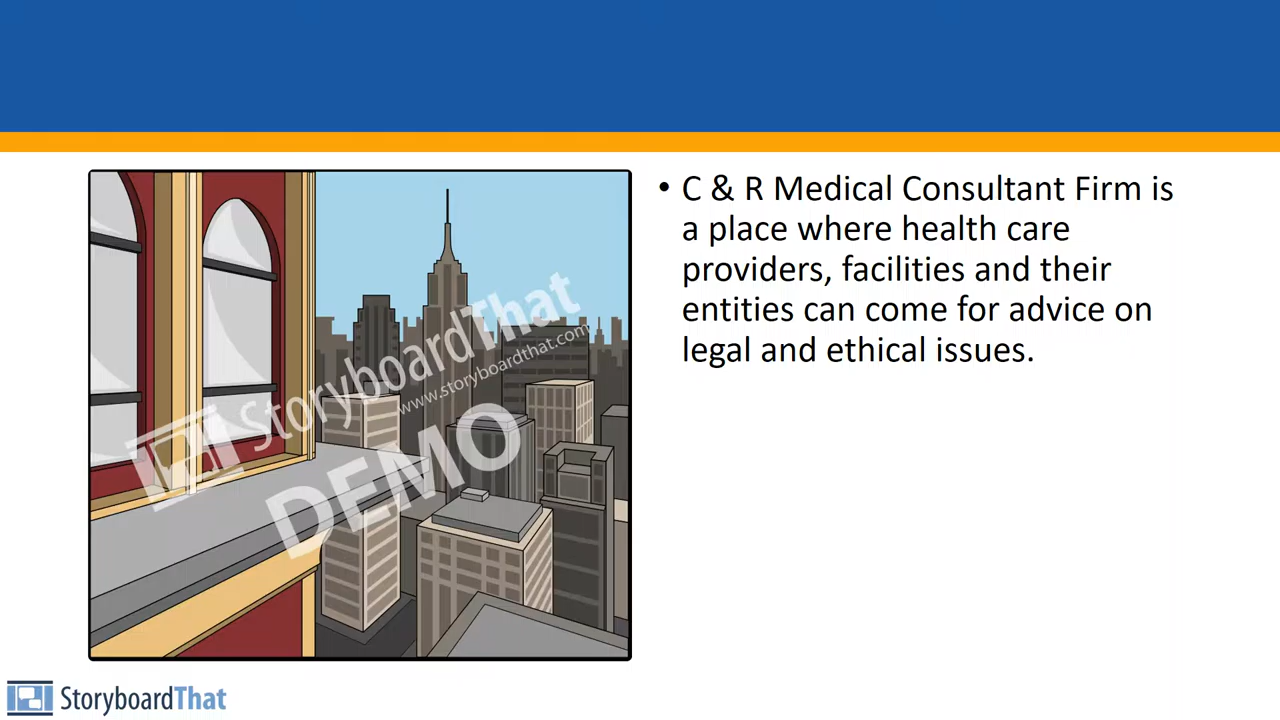 • C & R Medical Consultant Firm is
a place where health care
providers, facilities and their
entities can come for advice on
legal and ethical issues.
StoryboardThat
www.storyboardthat.com
DEMO
StoryboardThat